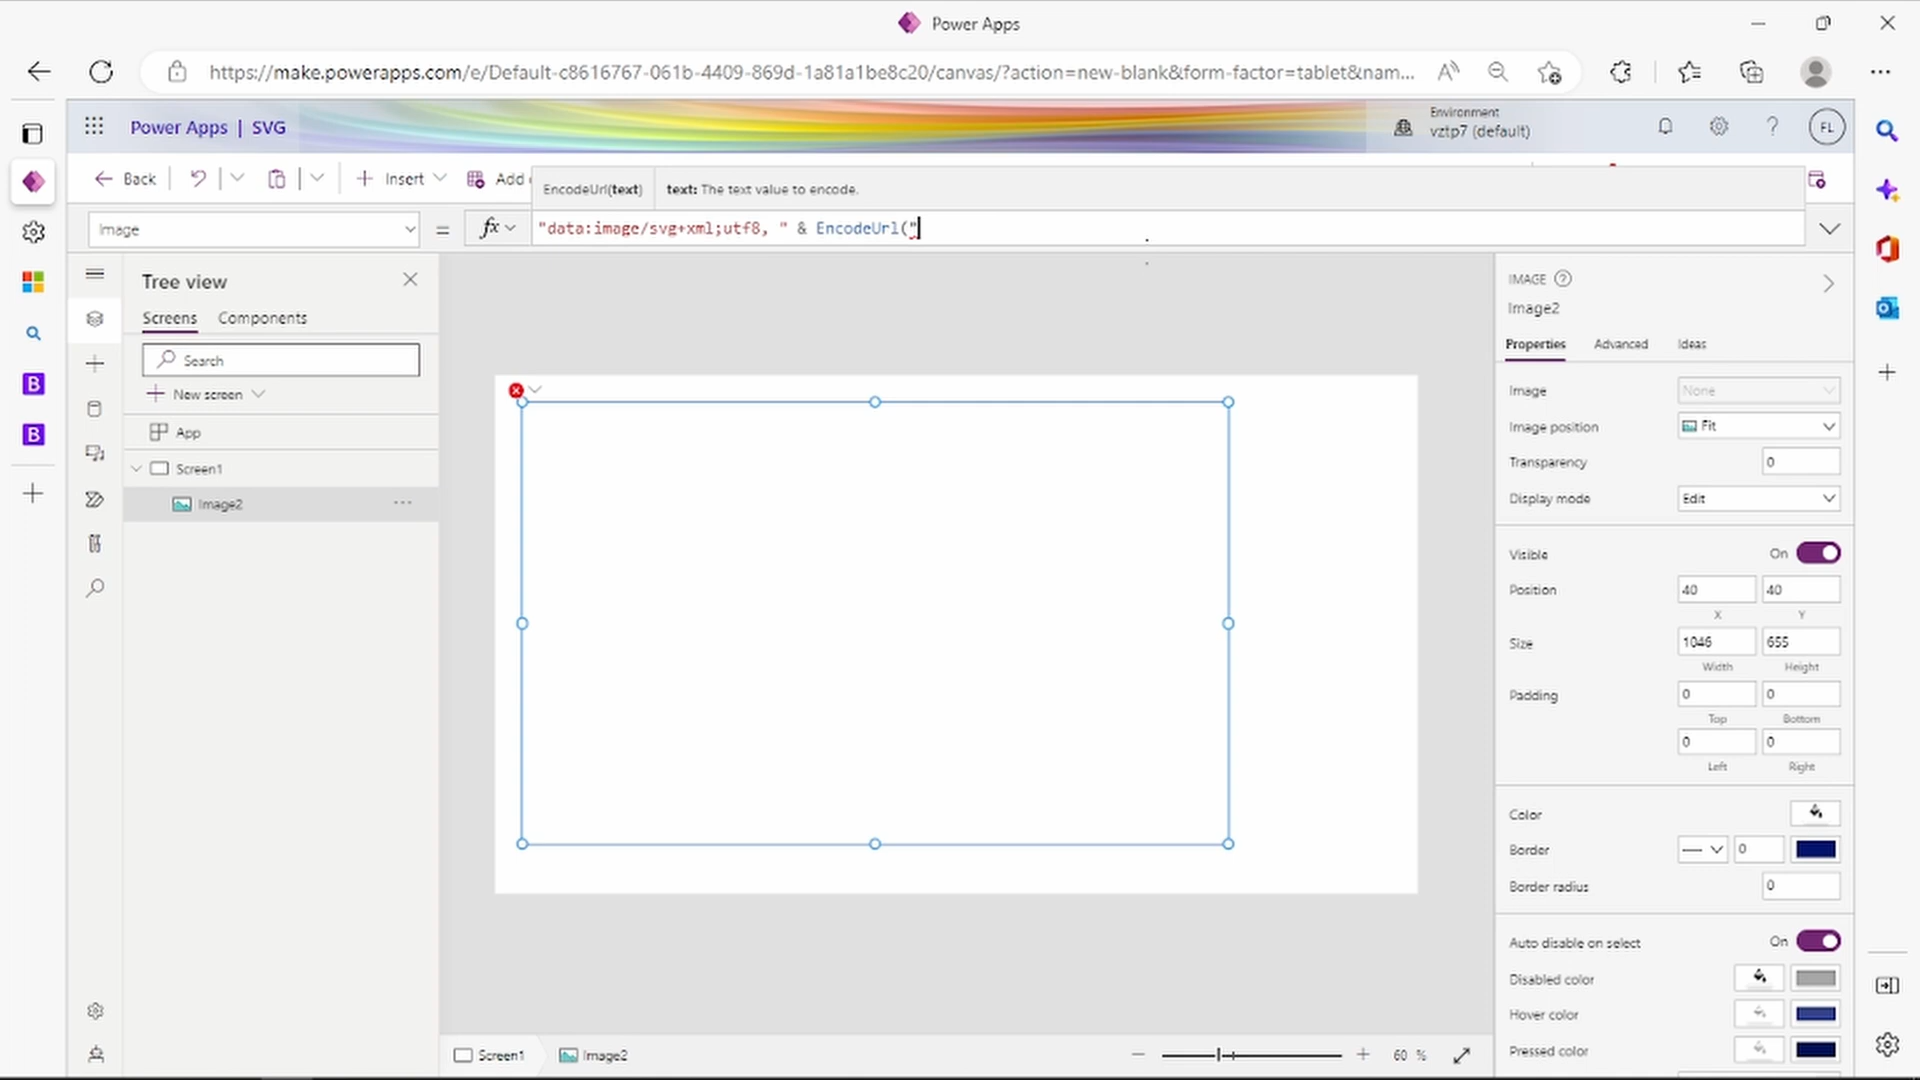 Power Apps
https://make.powerapps.com/e/Default-c8616767-061b-4409-869d-1a81a1be8c20/canvas/?action=new-blank&form-factor=tablet&nam...
Power Apps | SVG
Environment
vztp7 (default)
FL
Back
Insert
Add
EncodeUrl(text)
text: The text value to encode.
Image
=
fx
"data:image/svg+xml;utf8, " & EncodeUrl("
Tree view
Screens
Components
Search
New screen
App
Screen1
Image2
IMAGE
Image2
Properties
Advanced
Ideas
Image
None
Image position
Fit
Transparency
0
Display mode
Edit
Visible
On
Position
40
40
X
Y
Size
1046
655
Width
Height
Padding
0
0
Top
Bottom
0
0
Left
Right
Color
Border
0
Border radius
0
Auto disable on select
On
Disabled color
Hover color
Pressed color
Screen1
Image2
60 %
B
B